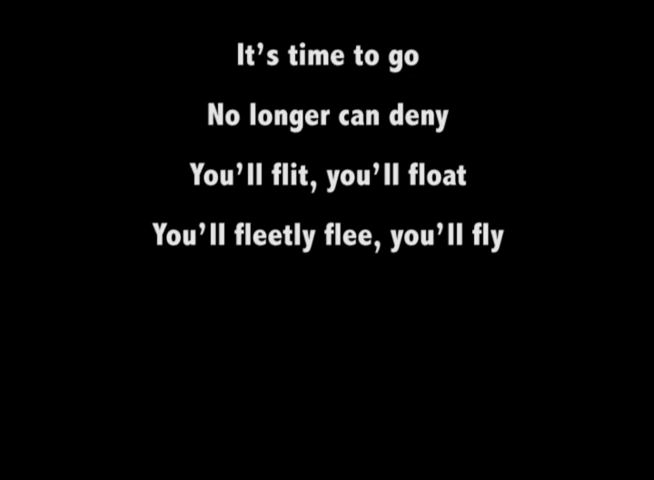 It’s time to go
No longer can deny
You’ll flit, you’ll float
You’ll fleetly flee, you’ll fly